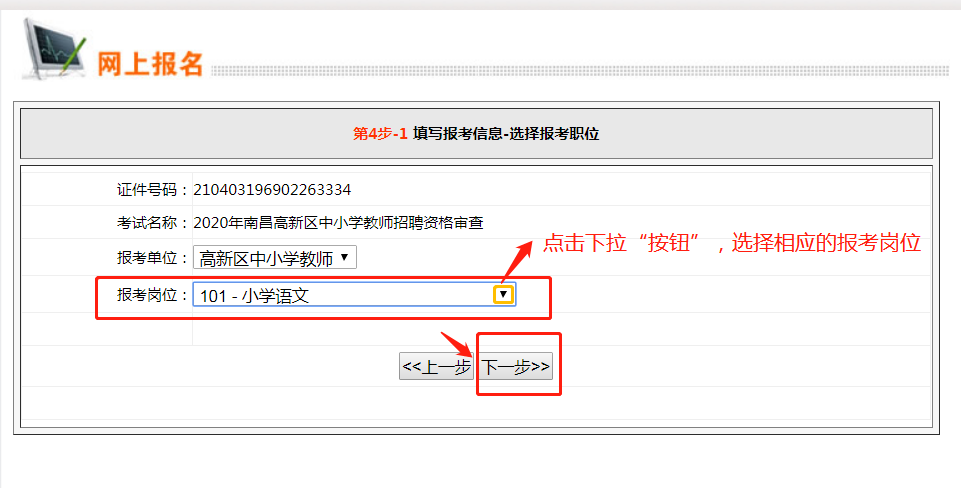 网上报名
第4步-1 填写报考信息-选择报考职位
证件号码：210403196902263334
考试名称：2020年南昌高新区中小学教师招聘资格审查
报考单位：高新区中小学教师
点击下拉“按钮”，选择相应的报考岗位
报考岗位：101 - 小学语文
<<上一步 下一步>>